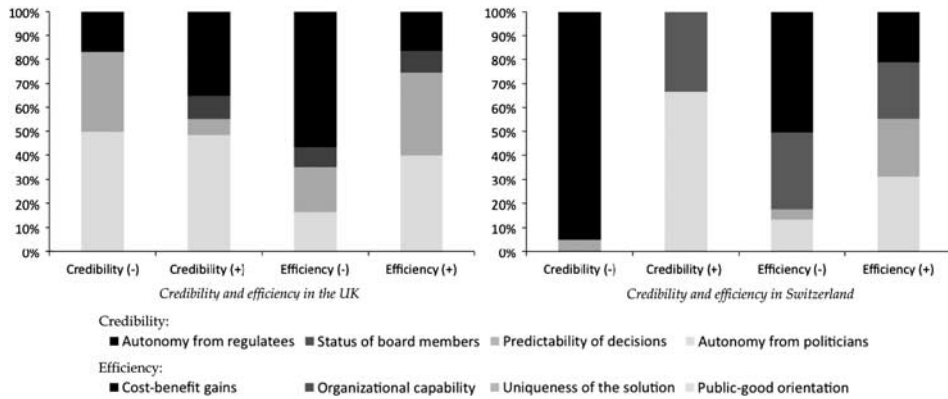 100%
90%
80%
70%
60%
50%
40%
30%
20%
10%
0%
Credibility (-) Credibility (+) Efficiency (-) Efficiency (+)
Credibility and efficiency in the UK
100%
90%
80%
70%
60%
50%
40%
30%
20%
10%
0%
Credibility (-) Credibility (+) Efficiency (-) Efficiency (+)
Credibility and efficiency in Switzerland
Credibility:
Autonomy from regulatees Status of board members Predictability of decisions Autonomy from politicians
Efficiency:
Cost-benefit gains Organizational capability Uniqueness of the solution Public-good orientation